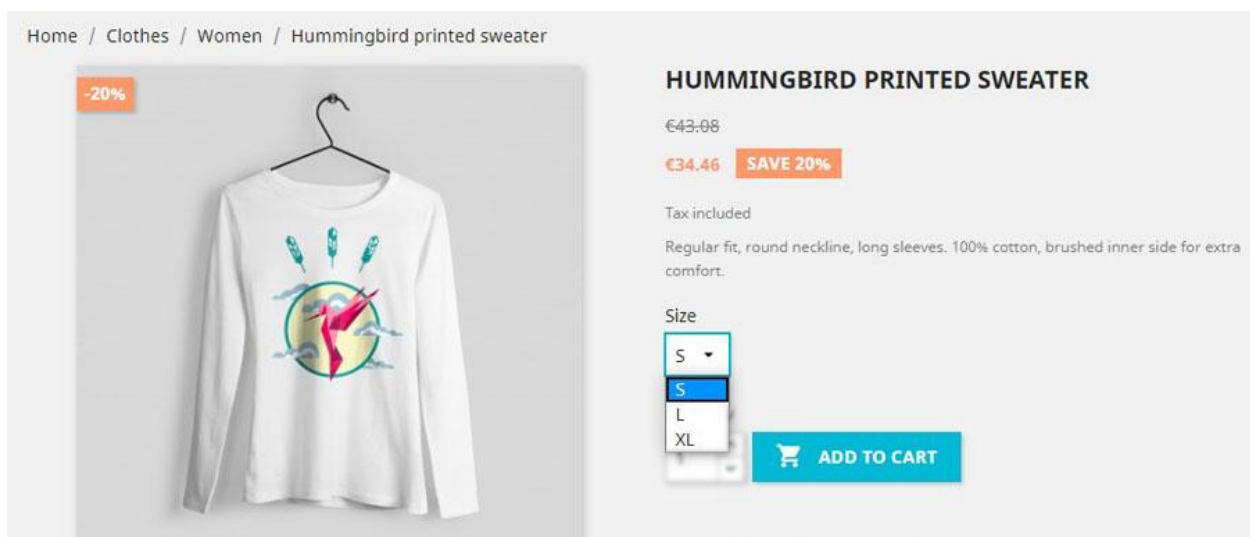 Home / Clothes / Women / Hummingbird printed sweater
-20%
HUMMINGBIRD PRINTED SWEATER
€43.08
€34.46 SAVE 20%
Tax included
Regular fit, round neckline, long sleeves. 100% cotton, brushed inner side for extra
comfort.
Size
S
S
L
XL
ADD TO CART